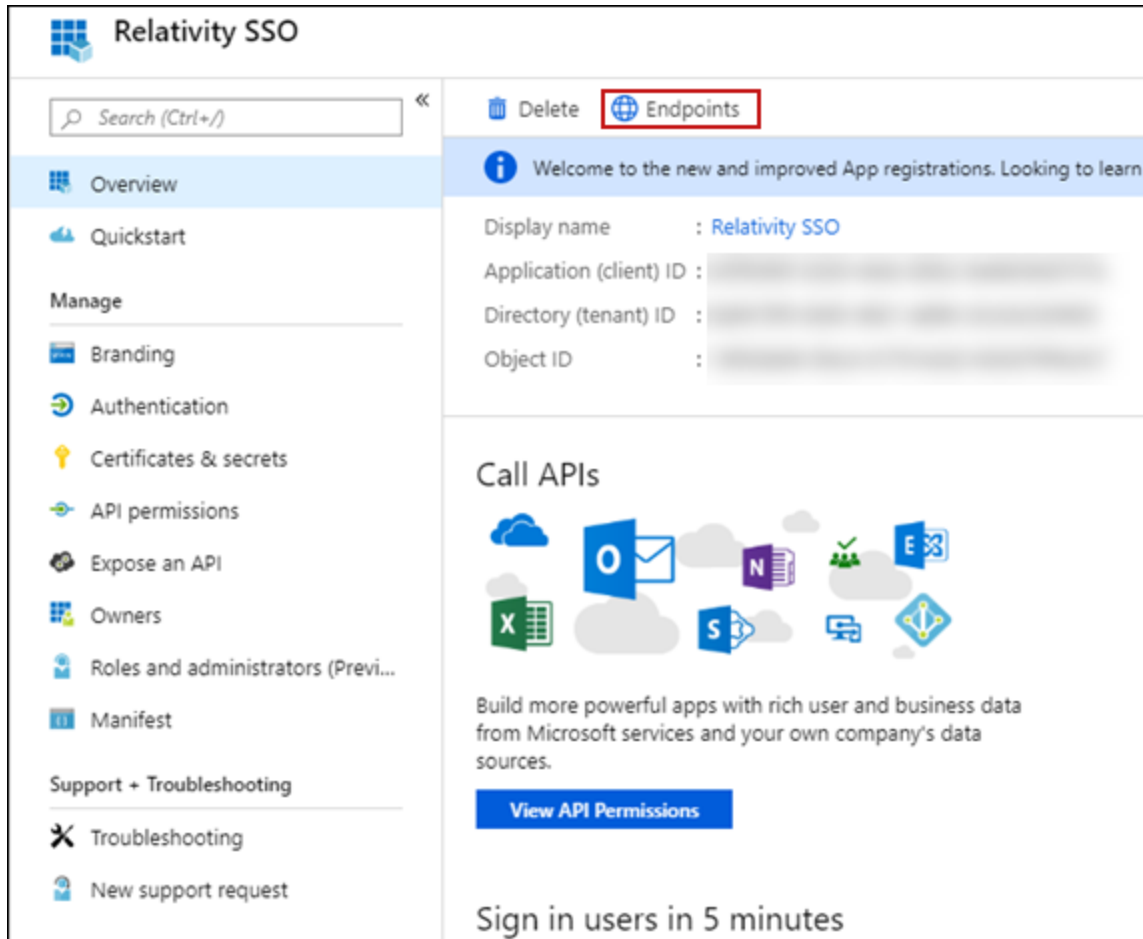 Relativity SSO
Search (Ctrl+/)
«
Overview
Quickstart
Manage
Branding
Authentication
Certificates & secrets
API permissions
Expose an API
Owners
Roles and administrators (Previ...
Manifest
Support + Troubleshooting
Troubleshooting
New support request
Delete
Endpoints
Welcome to the new and improved App registrations. Looking to learn
Display name : Relativity SSO
Application (client) ID :
Directory (tenant) ID :
Object ID :
Call APIs
O
N
E
X
S
Build more powerful apps with rich user and business data
from Microsoft services and your own company's data
sources.
View API Permissions
Sign in users in 5 minutes